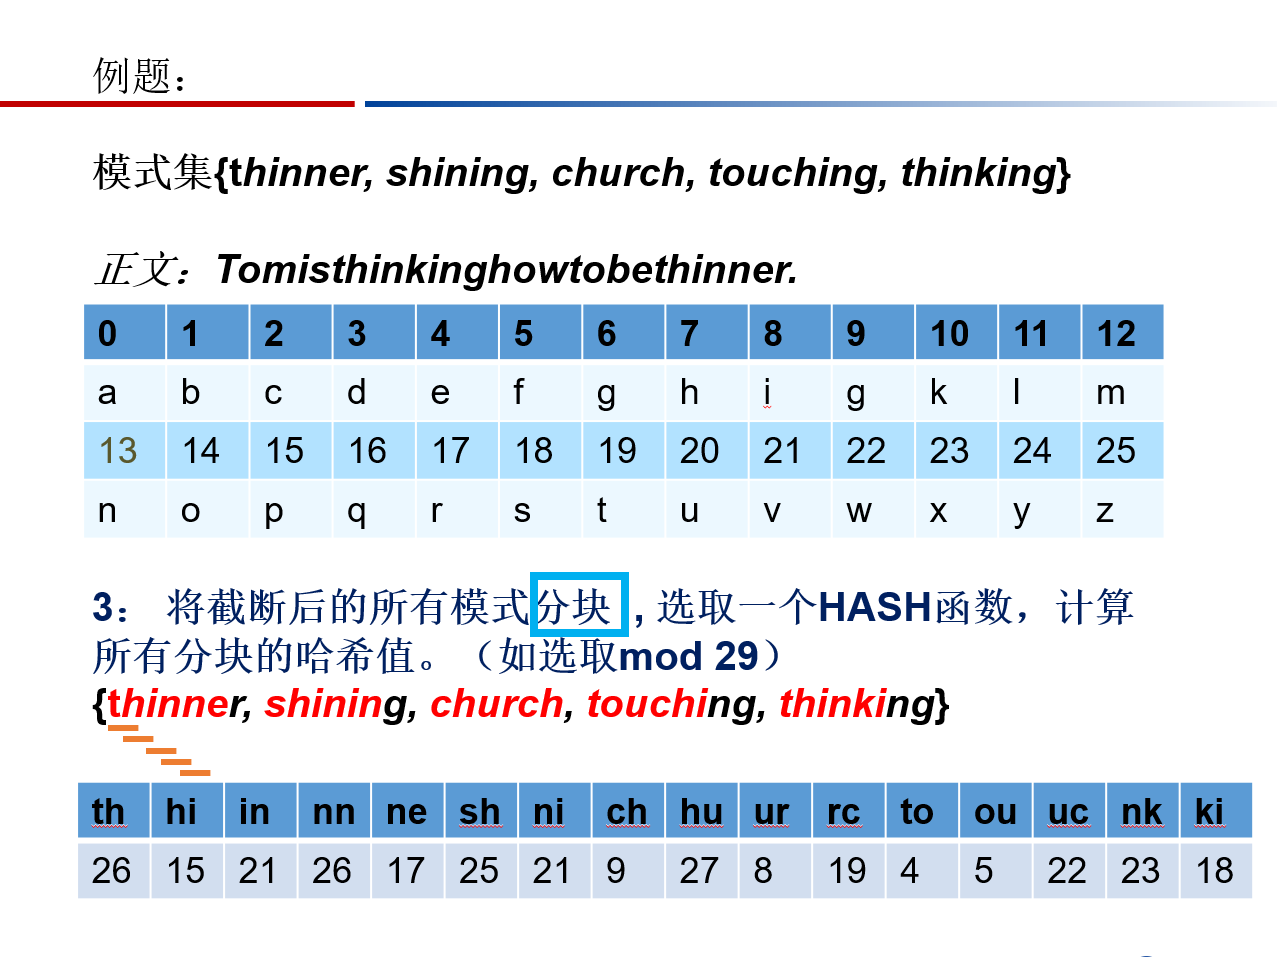 例题：
模式集{thinner, shining, church, touching, thinking}
正文：Tomisthinkinghowtobethinner.
0 1 2 3 4 5 6 7 8 9 10 11 12
a b c d e f g h i g k l m
13 14 15 16 17 18 19 20 21 22 23 24 25
n o p q r s t u v w x y z
3： 将截断后的所有模式分块，选取一个HASH函数，计算
所有分块的哈希值。（如选取mod 29）
{thinner, shining, church, touching, thinking}
th hi in nn ne sh ni ch hu ur rc to ou uc nk ki
26 15 21 26 17 25 21 9 27 8 19 4 5 22 23 18